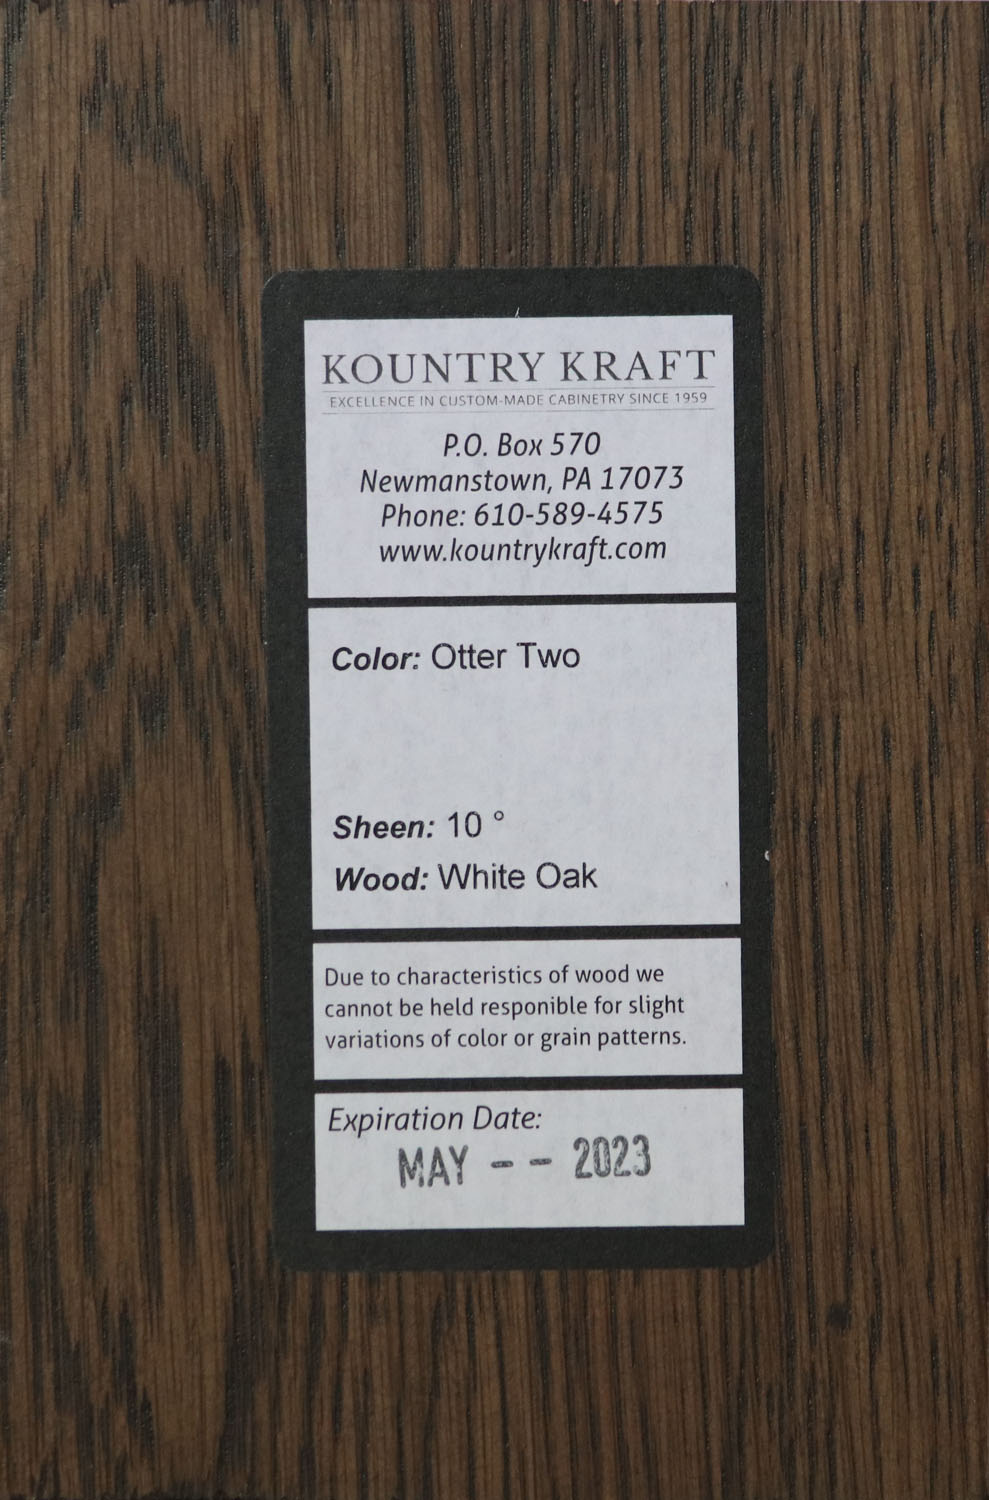 KOUNTRY KRAFT
EXCELLENCE IN CUSTOM-MADE CABINETRY SINCE 1959
P.O. Box 570
Newmanstown, PA 17073
Phone: 610-589-4575
www.kountrykraft.com
Color: Otter Two
Sheen: 10 °
Wood: White Oak
Due to characteristics of wood we
cannot be held responible for slight
variations of color or grain patterns.
Expiration Date:
MAY -- 2023